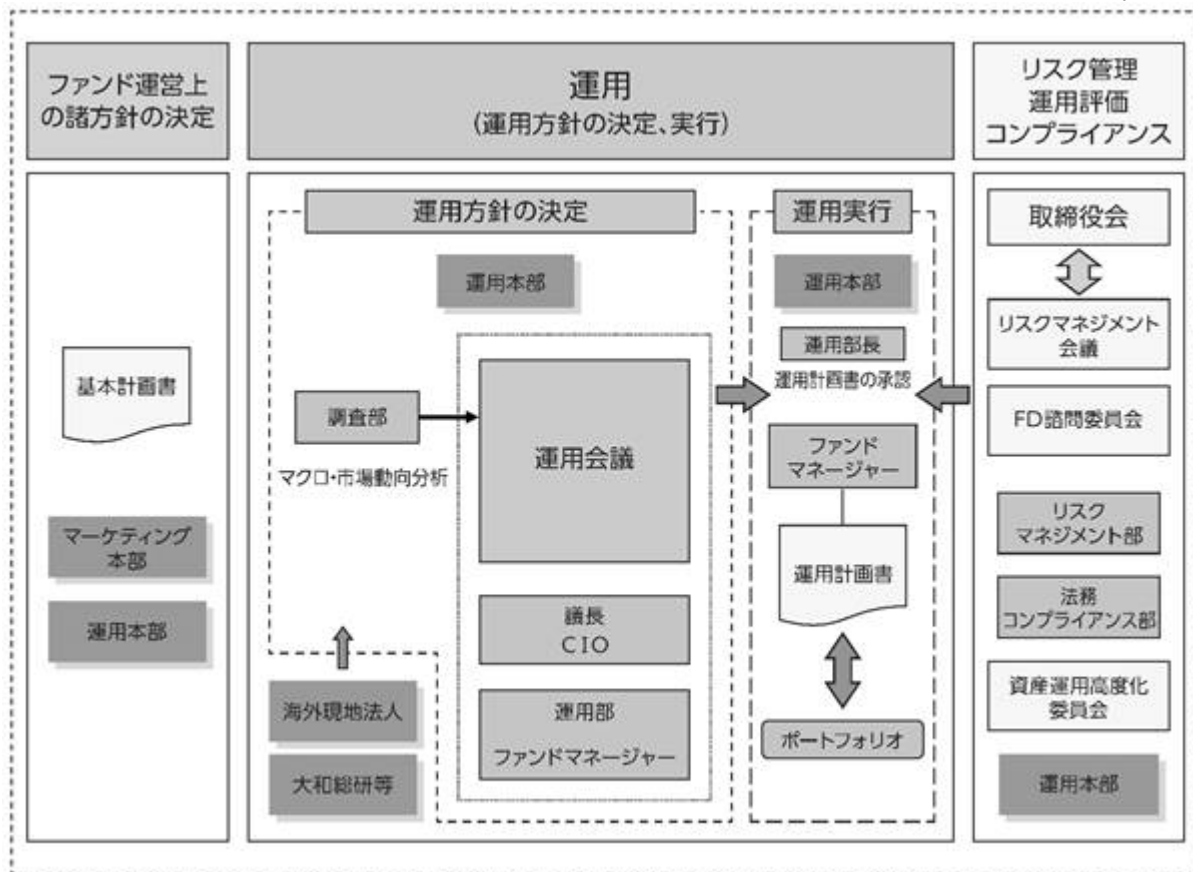 ファンド運営上
の諸方針の決定
運用
(運用方針の決定、実行)
リスク管理
運用評価
コンプライアンス
基本計画書
マーケティング
本部
運用本部
運用方針の決定
運用本部
調査部
マクロ・市場動向分析
運用会議
議長
CIO
運用部
ファンドマネージャー
海外現地法人
大和総研等
運用実行
運用本部
運用部長
運用計画書の承認
ファンド
マネージャー
運用計画書
ポートフォリオ
取締役会
リスクマネジメント
会議
FD諮問委員会
リスク
マネジメント部
法務
コンプライアンス部
資産運用高度化
委員会
運用本部